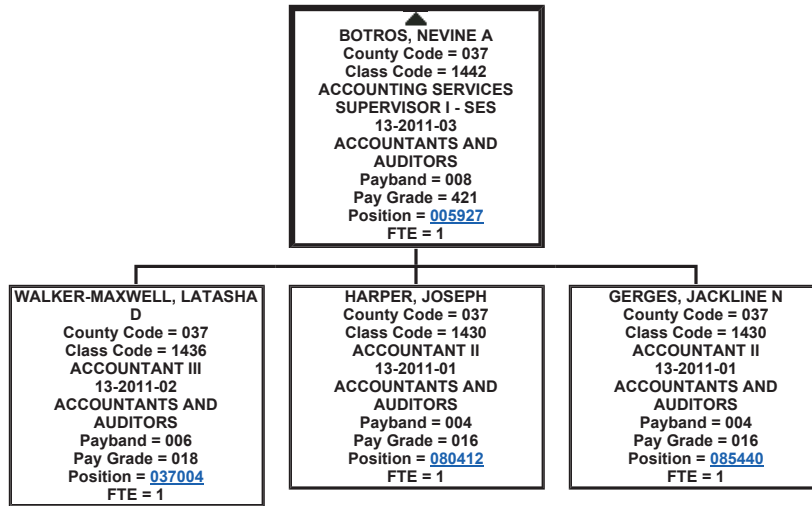 BOTROS, NEVINE A
County Code = 037
Class Code = 1442
ACCOUNTING SERVICES
SUPERVISOR I - SES
13-2011-03
ACCOUNTANTS AND
AUDITORS
Payband = 008
Pay Grade = 421
Position = 005927
FTE = 1
WALKER-MAXWELL, LATASHA
D
County Code = 037
Class Code = 1436
ACCOUNTANT III
13-2011-02
ACCOUNTANTS AND
AUDITORS
Payband = 006
Pay Grade = 018
Position = 037004
FTE = 1
HARPER, JOSEPH
County Code = 037
Class Code = 1430
ACCOUNTANT II
13-2011-01
ACCOUNTANTS AND
AUDITORS
Payband = 004
Pay Grade = 016
Position = 080412
FTE = 1
GERGES, JACKLINE N
County Code = 037
Class Code = 1430
ACCOUNTANT II
13-2011-01
ACCOUNTANTS AND
AUDITORS
Payband = 004
Pay Grade = 016
Position = 085440
FTE = 1